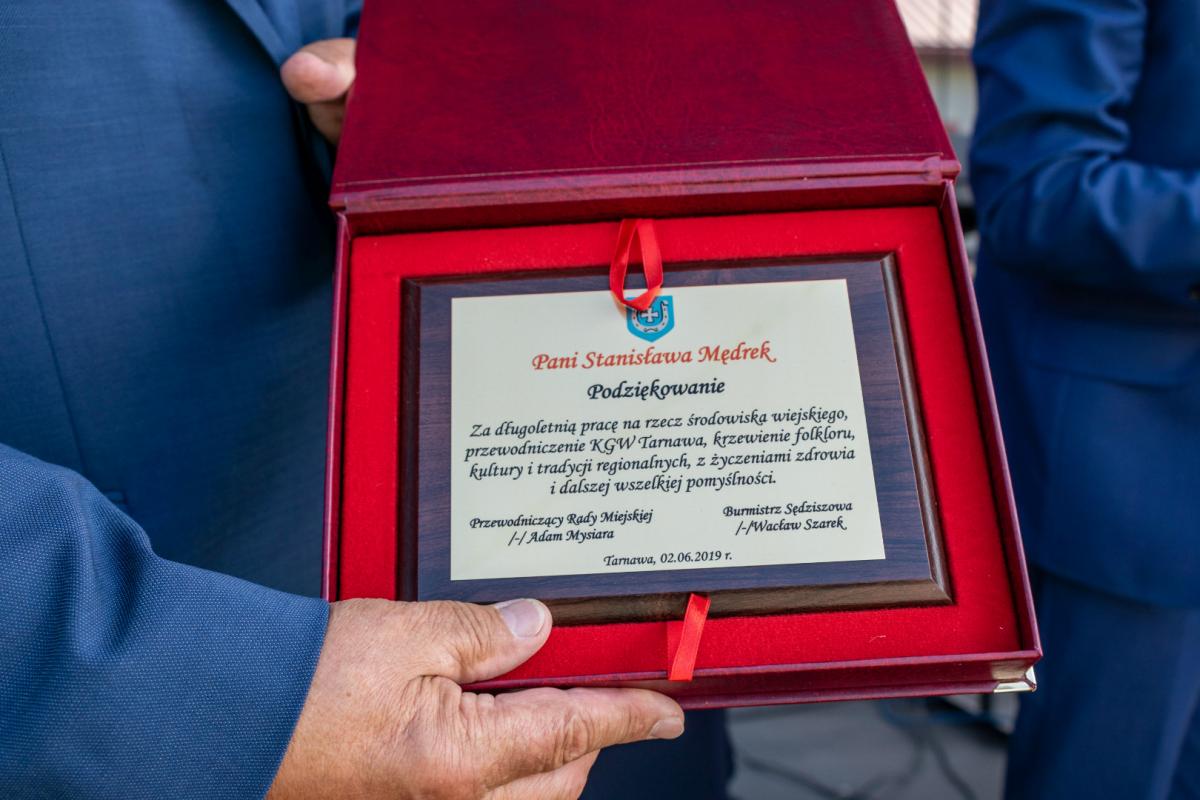 Pani Stanisława Mędrek
Podziękowanie
Za długoletnią pracę na rzecz środowiska wiejskiego,
przewodniczenie KGW Tarnawa, krzewienie folkloru,
kultury i tradycji regionalnych, z życzeniami zdrowia
i dalszej wszelkiej pomyślności.
Przewodniczący Rady Miejskiej
/-/ Adam Mysiara
Burmistrz Sędziszowa
/-/Wacław Szarek
Tarnawa, 02.06.2019 r.